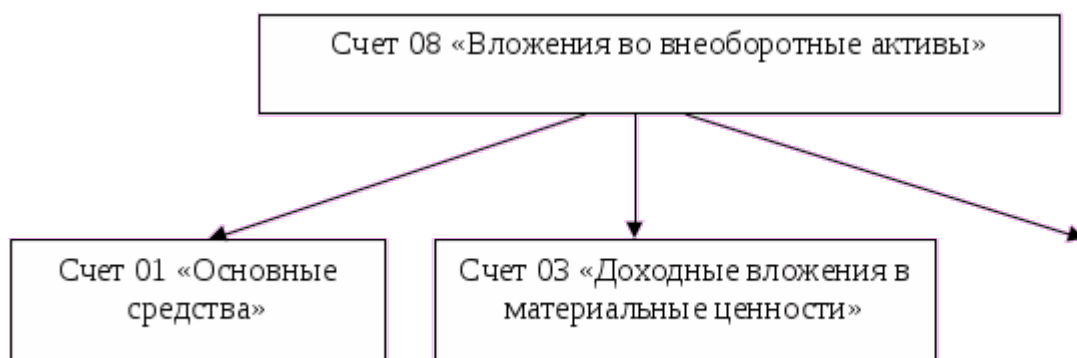 Счет 08 «Вложения во внеоборотные активы»
Счет 01 «Основные
средства»
Счет 03 «Доходные вложения в
материальные ценности»